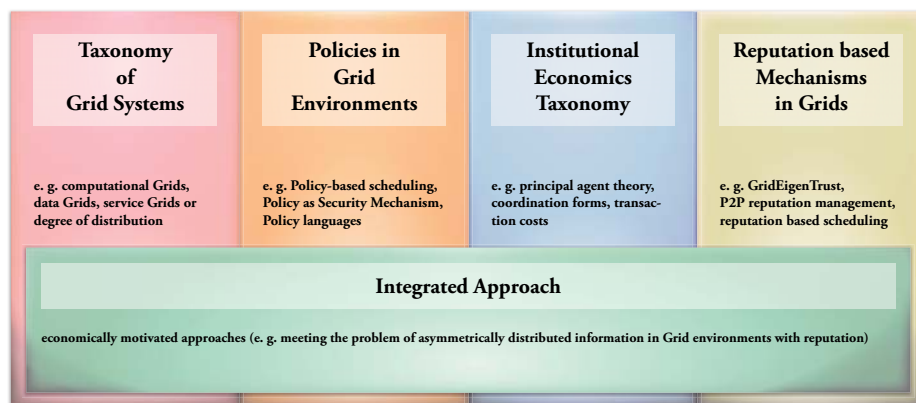 Taxonomy
of
Grid Systems
e. g. computational Grids,
data Grids, service Grids or
degree of distribution
Policies in
Grid
Environments
e. g. Policy-based scheduling,
Policy as Security Mechanism,
Policy languages
Institutional
Economics
Taxonomy
e. g. principal agent theory,
coordination forms, transac-
tion costs
Reputation based
Mechanisms
in Grids
e. g. GridEigenTrust,
P2P reputation management,
reputation based scheduling
Integrated Approach
economically motivated approaches (e. g. meeting the problem of asymmetrically distributed information in Grid environments with reputation)